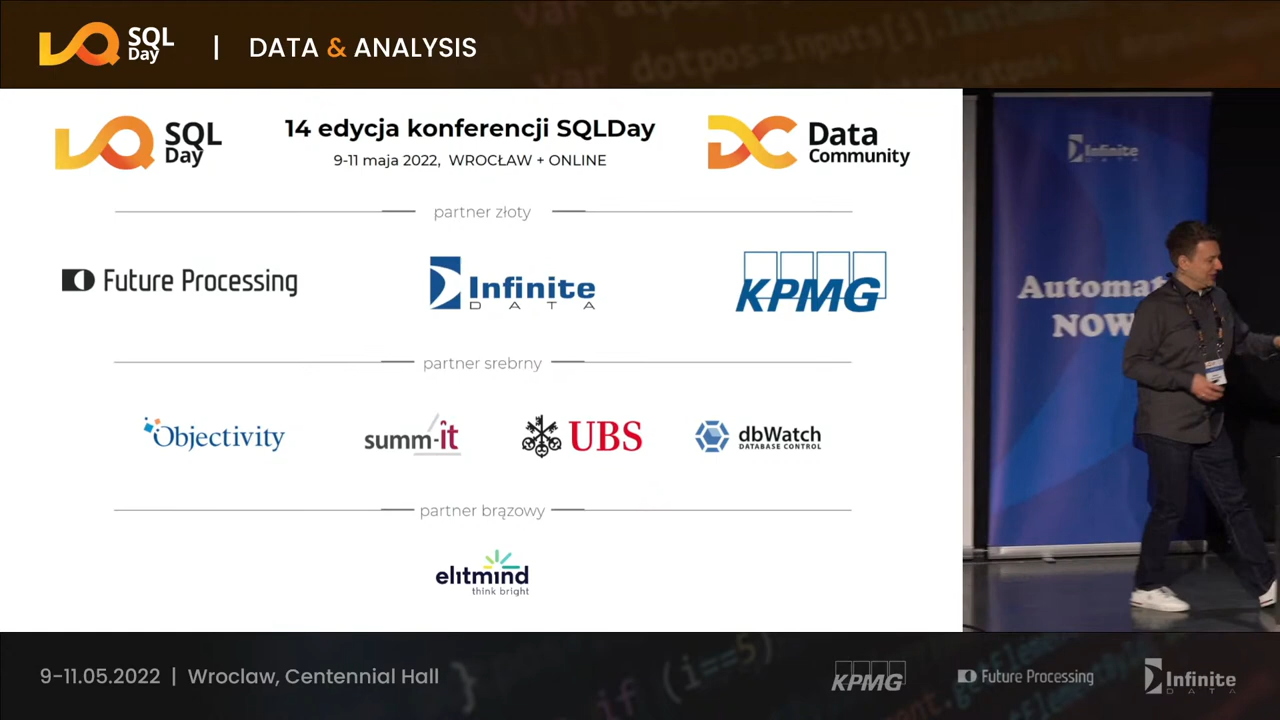 SQL Day | DATA & ANALYSIS
SQL Day
14 edycja konferencji SQLDay
9-11 maja 2022, WROCŁAW + ONLINE
Data Community
partner złoty
Future Processing
Infinite DATA
KPMG
partner srebrny
Objectivity
summ-it
UBS
dbWatch DATABASE CONTROL
partner brązowy
elitmind
think bright
Infinite DATA
Automat
NOW
9-11.05.2022 | Wroclaw, Centennial Hall
KPMG
Future Processing
Infinite DATA